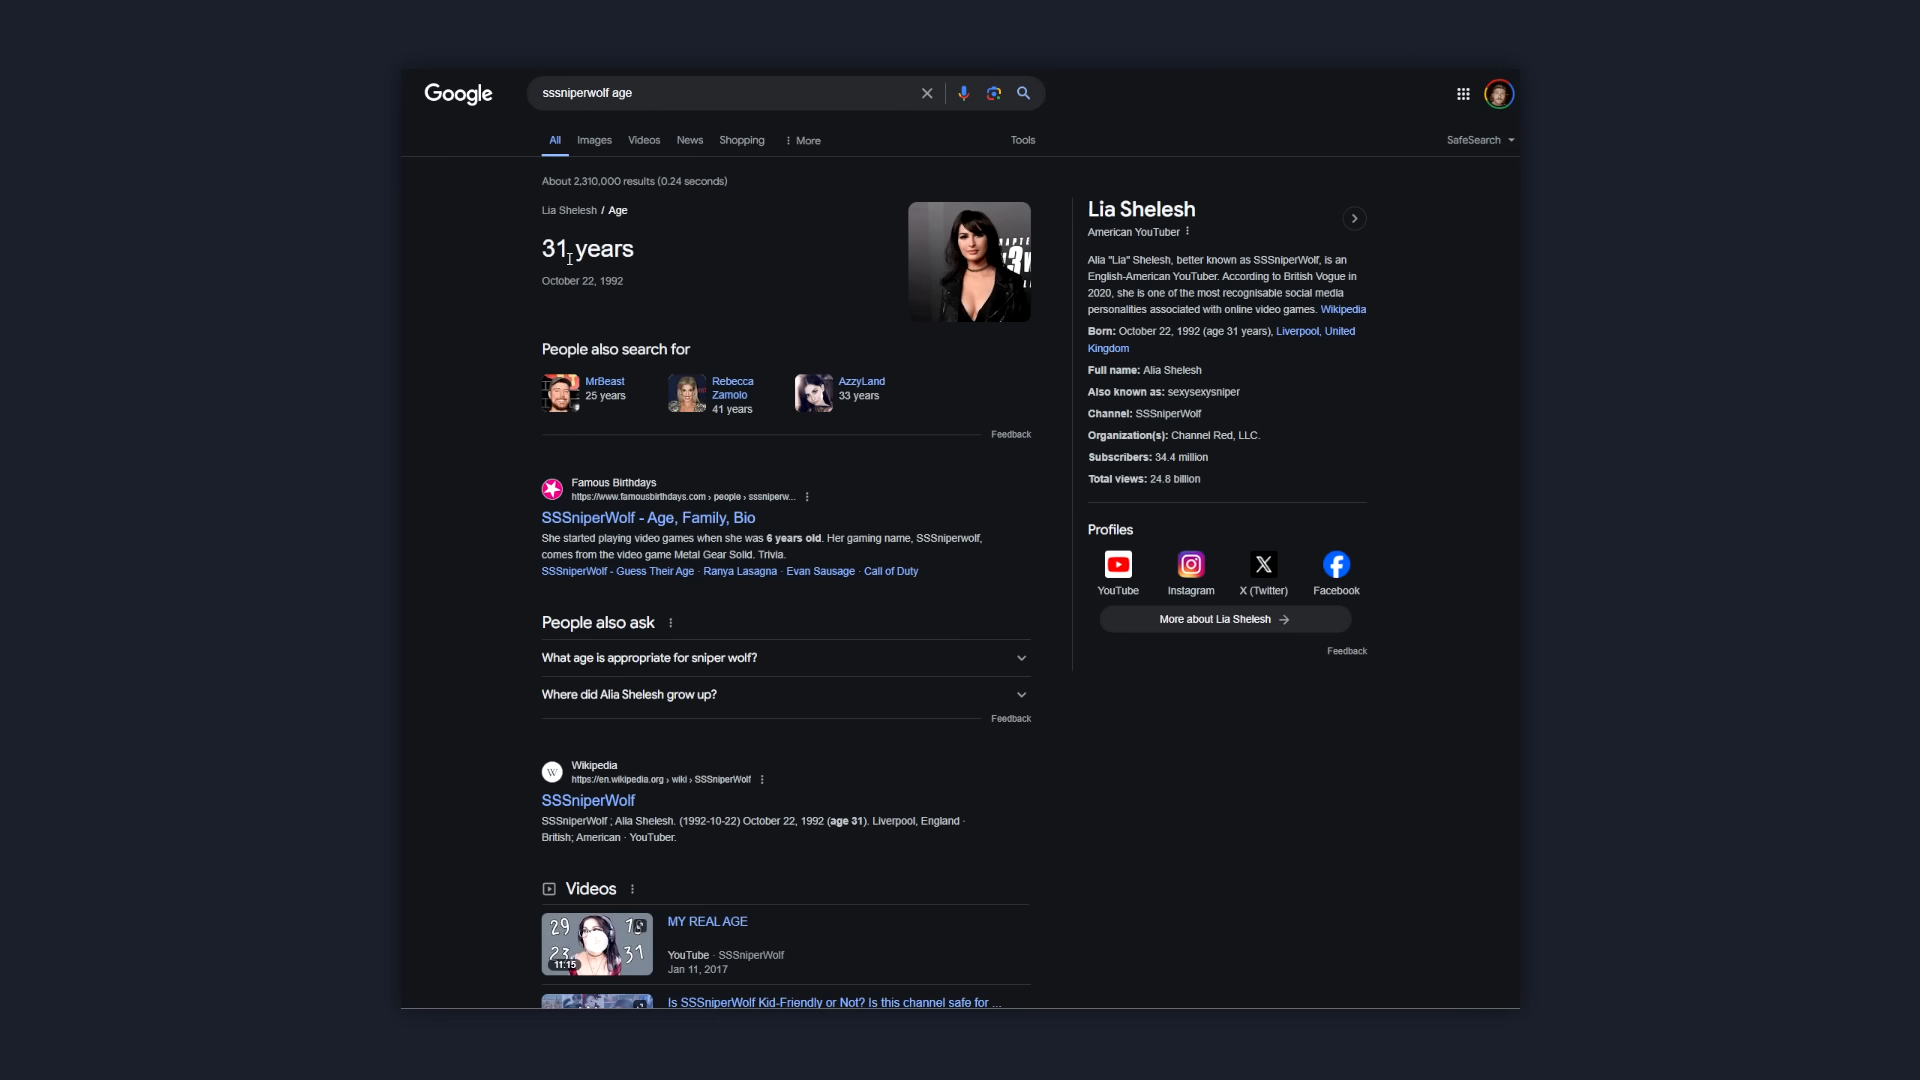 Google
sssniperwolf age
All Images Videos News Shopping More Tools SafeSearch
About 2,310,000 results (0.24 seconds)
Lia Shelesh / Age
31 years
October 22, 1992
People also search for
MrBeast
25 years
Rebecca
Zamolo
41 years
AzzyLand
33 years
Feedback
Famous Birthdays
https://www.famousbirthdays.com › people › sssniperw...
SSSniperWolf - Age, Family, Bio
She started playing video games when she was 6 years old. Her gaming name, SSSniperwolf,
comes from the video game Metal Gear Solid. Trivia.
SSSniperWolf - Guess Their Age · Ranya Lasagna · Evan Sausage · Call of Duty
People also ask
What age is appropriate for sniper wolf?
Where did Alia Shelesh grow up?
Feedback
Wikipedia
https://en.wikipedia.org › wiki › SSSniperWolf
SSSniperWolf
SSSniperWolf ; Alia Shelesh. (1992-10-22) October 22, 1992 (age 31). Liverpool, England ·
British; American · YouTuber.
Videos
29
23
31
11:15
MY REAL AGE
YouTube · SSSniperWolf
Jan 11, 2017
Is SSSniperWolf Kid-Friendly or Not? Is this channel safe for ...
Lia Shelesh
American YouTuber
Alia "Lia" Shelesh, better known as SSSniperWolf, is an
English-American YouTuber. According to British Vogue in
2020, she is one of the most recognisable social media
personalities associated with online video games. Wikipedia
Born: October 22, 1992 (age 31 years), Liverpool, United
Kingdom
Full name: Alia Shelesh
Also known as: sexysexysniper
Channel: SSSniperWolf
Organization(s): Channel Red, LLC.
Subscribers: 34.4 million
Total views: 24.8 billion
Profiles
YouTube Instagram X (Twitter) Facebook
More about Lia Shelesh
Feedback